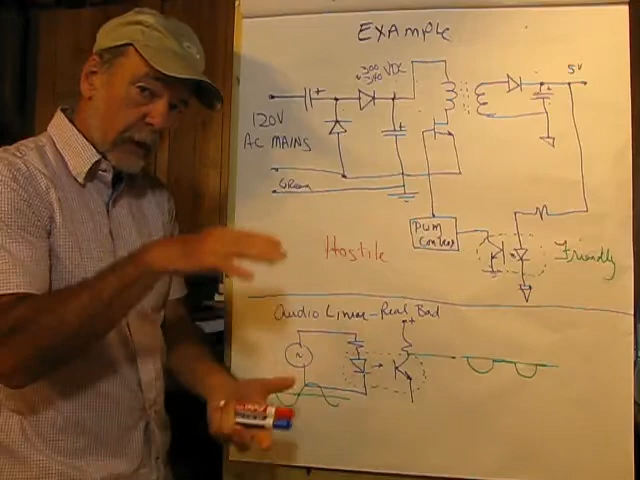 EXAMPLE
≈300
-340 VDC
5V
120V
AC MAINS
Green
PWM
Control
Hostile
Friendly
Audio Linear - Real Bad